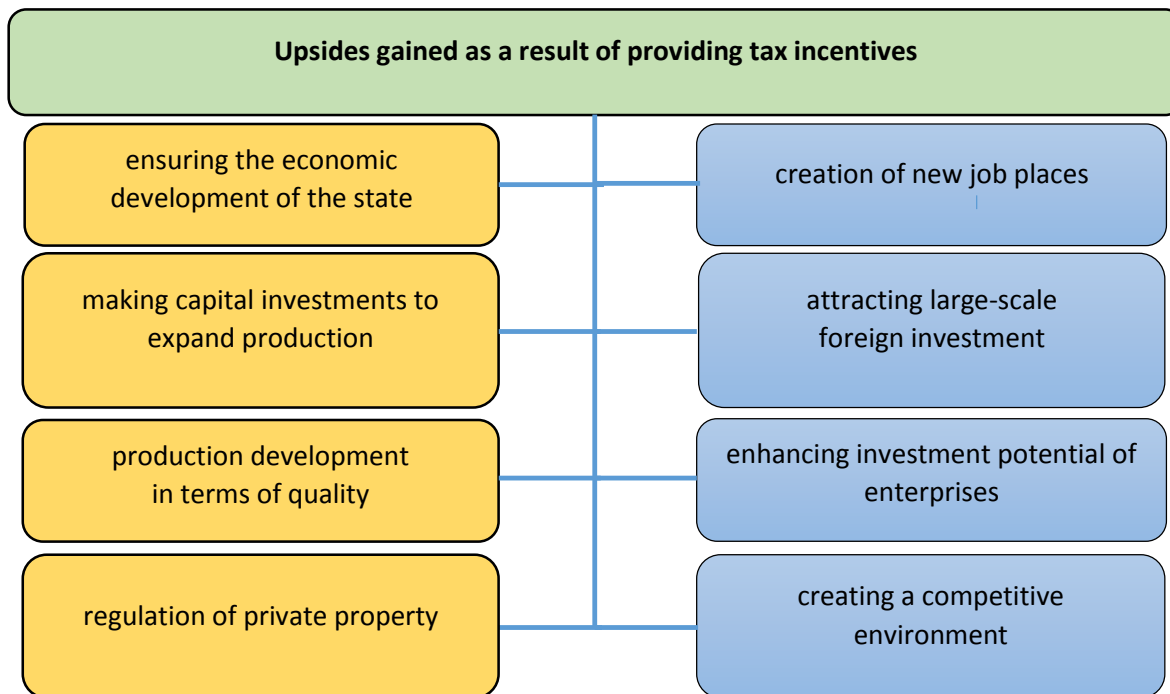 Upsides gained as a result of providing tax incentives
ensuring the economic
development of the state
creation of new job places
making capital investments to
expand production
attracting large-scale
foreign investment
production development
in terms of quality
enhancing investment potential of
enterprises
regulation of private property
creating a competitive
environment